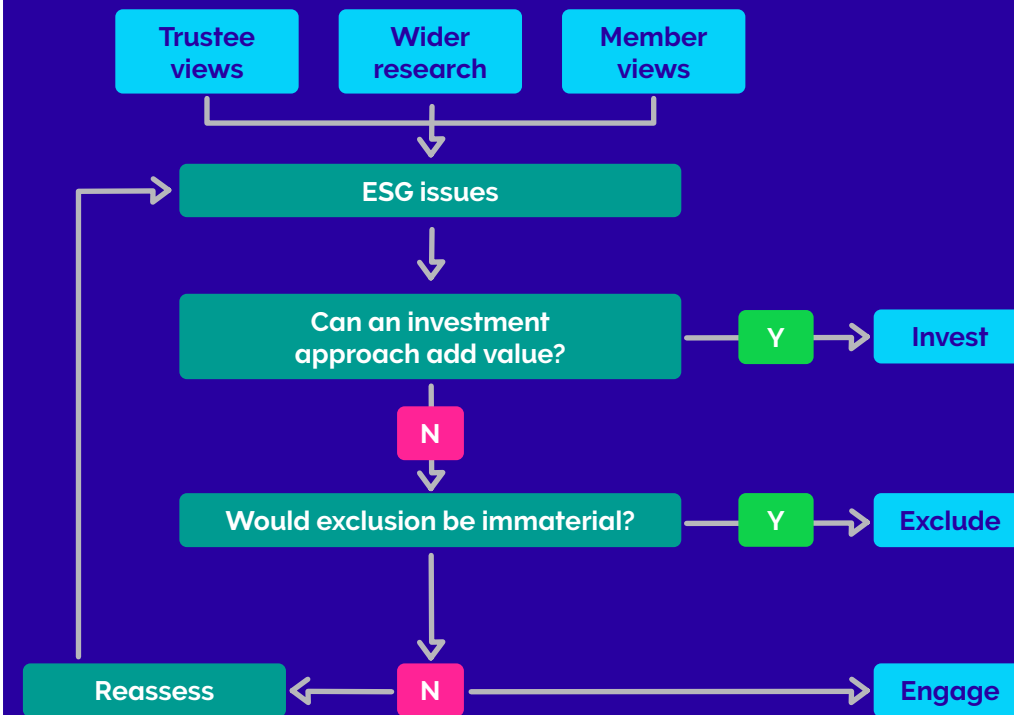 Trustee
views
Wider
research
Member
views
ESG issues
Can an investment
approach add value?
Y
Invest
N
Would exclusion be immaterial?
Y
Exclude
Reassess
N
Engage